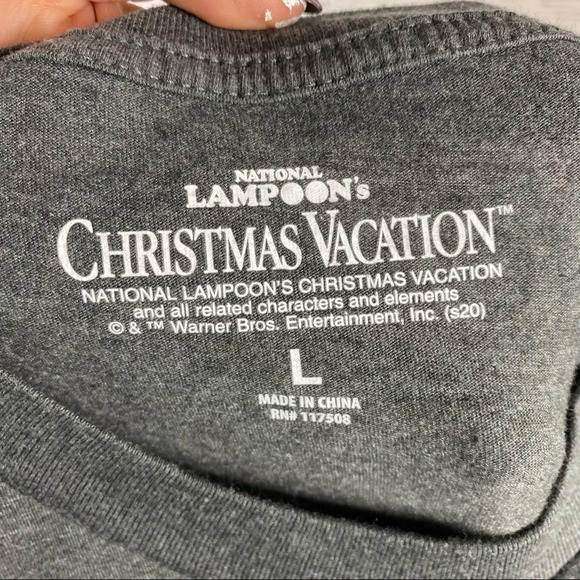 NATIONAL
LAMPOON's
CHRISTMAS VACATION™
NATIONAL LAMPOON'S CHRISTMAS VACATION
and all related characters and elements
© & ™ Warner Bros. Entertainment, Inc. (s20)
L
MADE IN CHINA
RN# 117508